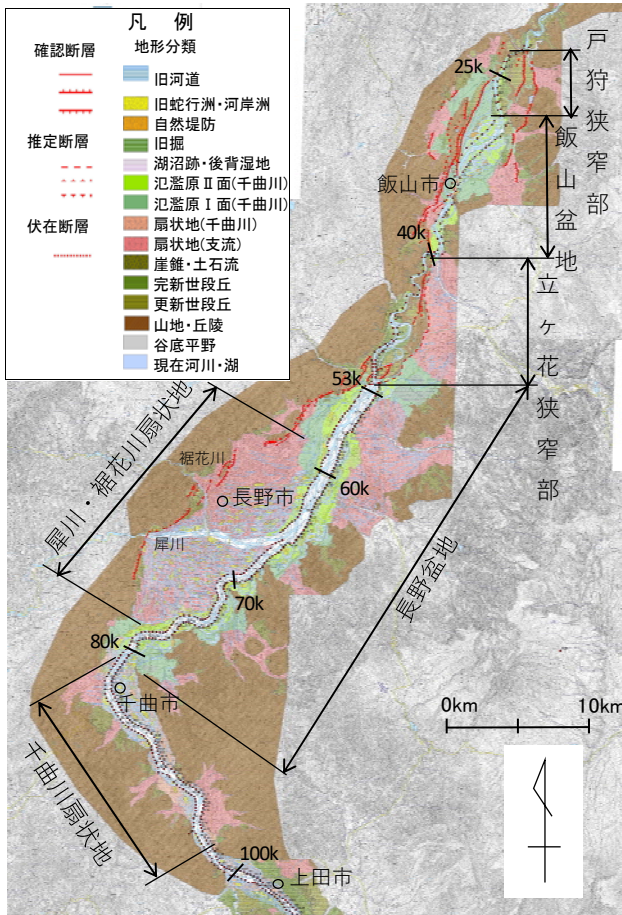 凡 例
確認断層
推定断層
伏在断層
地形分類
旧河道
旧蛇行洲・河岸洲
自然堤防
旧堀
湖沼跡・後背湿地
氾濫原Ⅱ面(千曲川)
氾濫原Ⅰ面(千曲川)
扇状地(千曲川)
扇状地(支流)
崖錐・土石流
完新世段丘
更新世段丘
山地・丘陵
谷底平野
現在河川・湖
25k
戸狩狭窄部
飯山市
飯山盆地
40k
立ヶ花狭窄部
53k
犀川・裾花川扇状地
裾花川
長野市
60k
犀川
長野盆地
70k
80k
千曲市
0km
10km
千曲川扇状地
100k
上田市